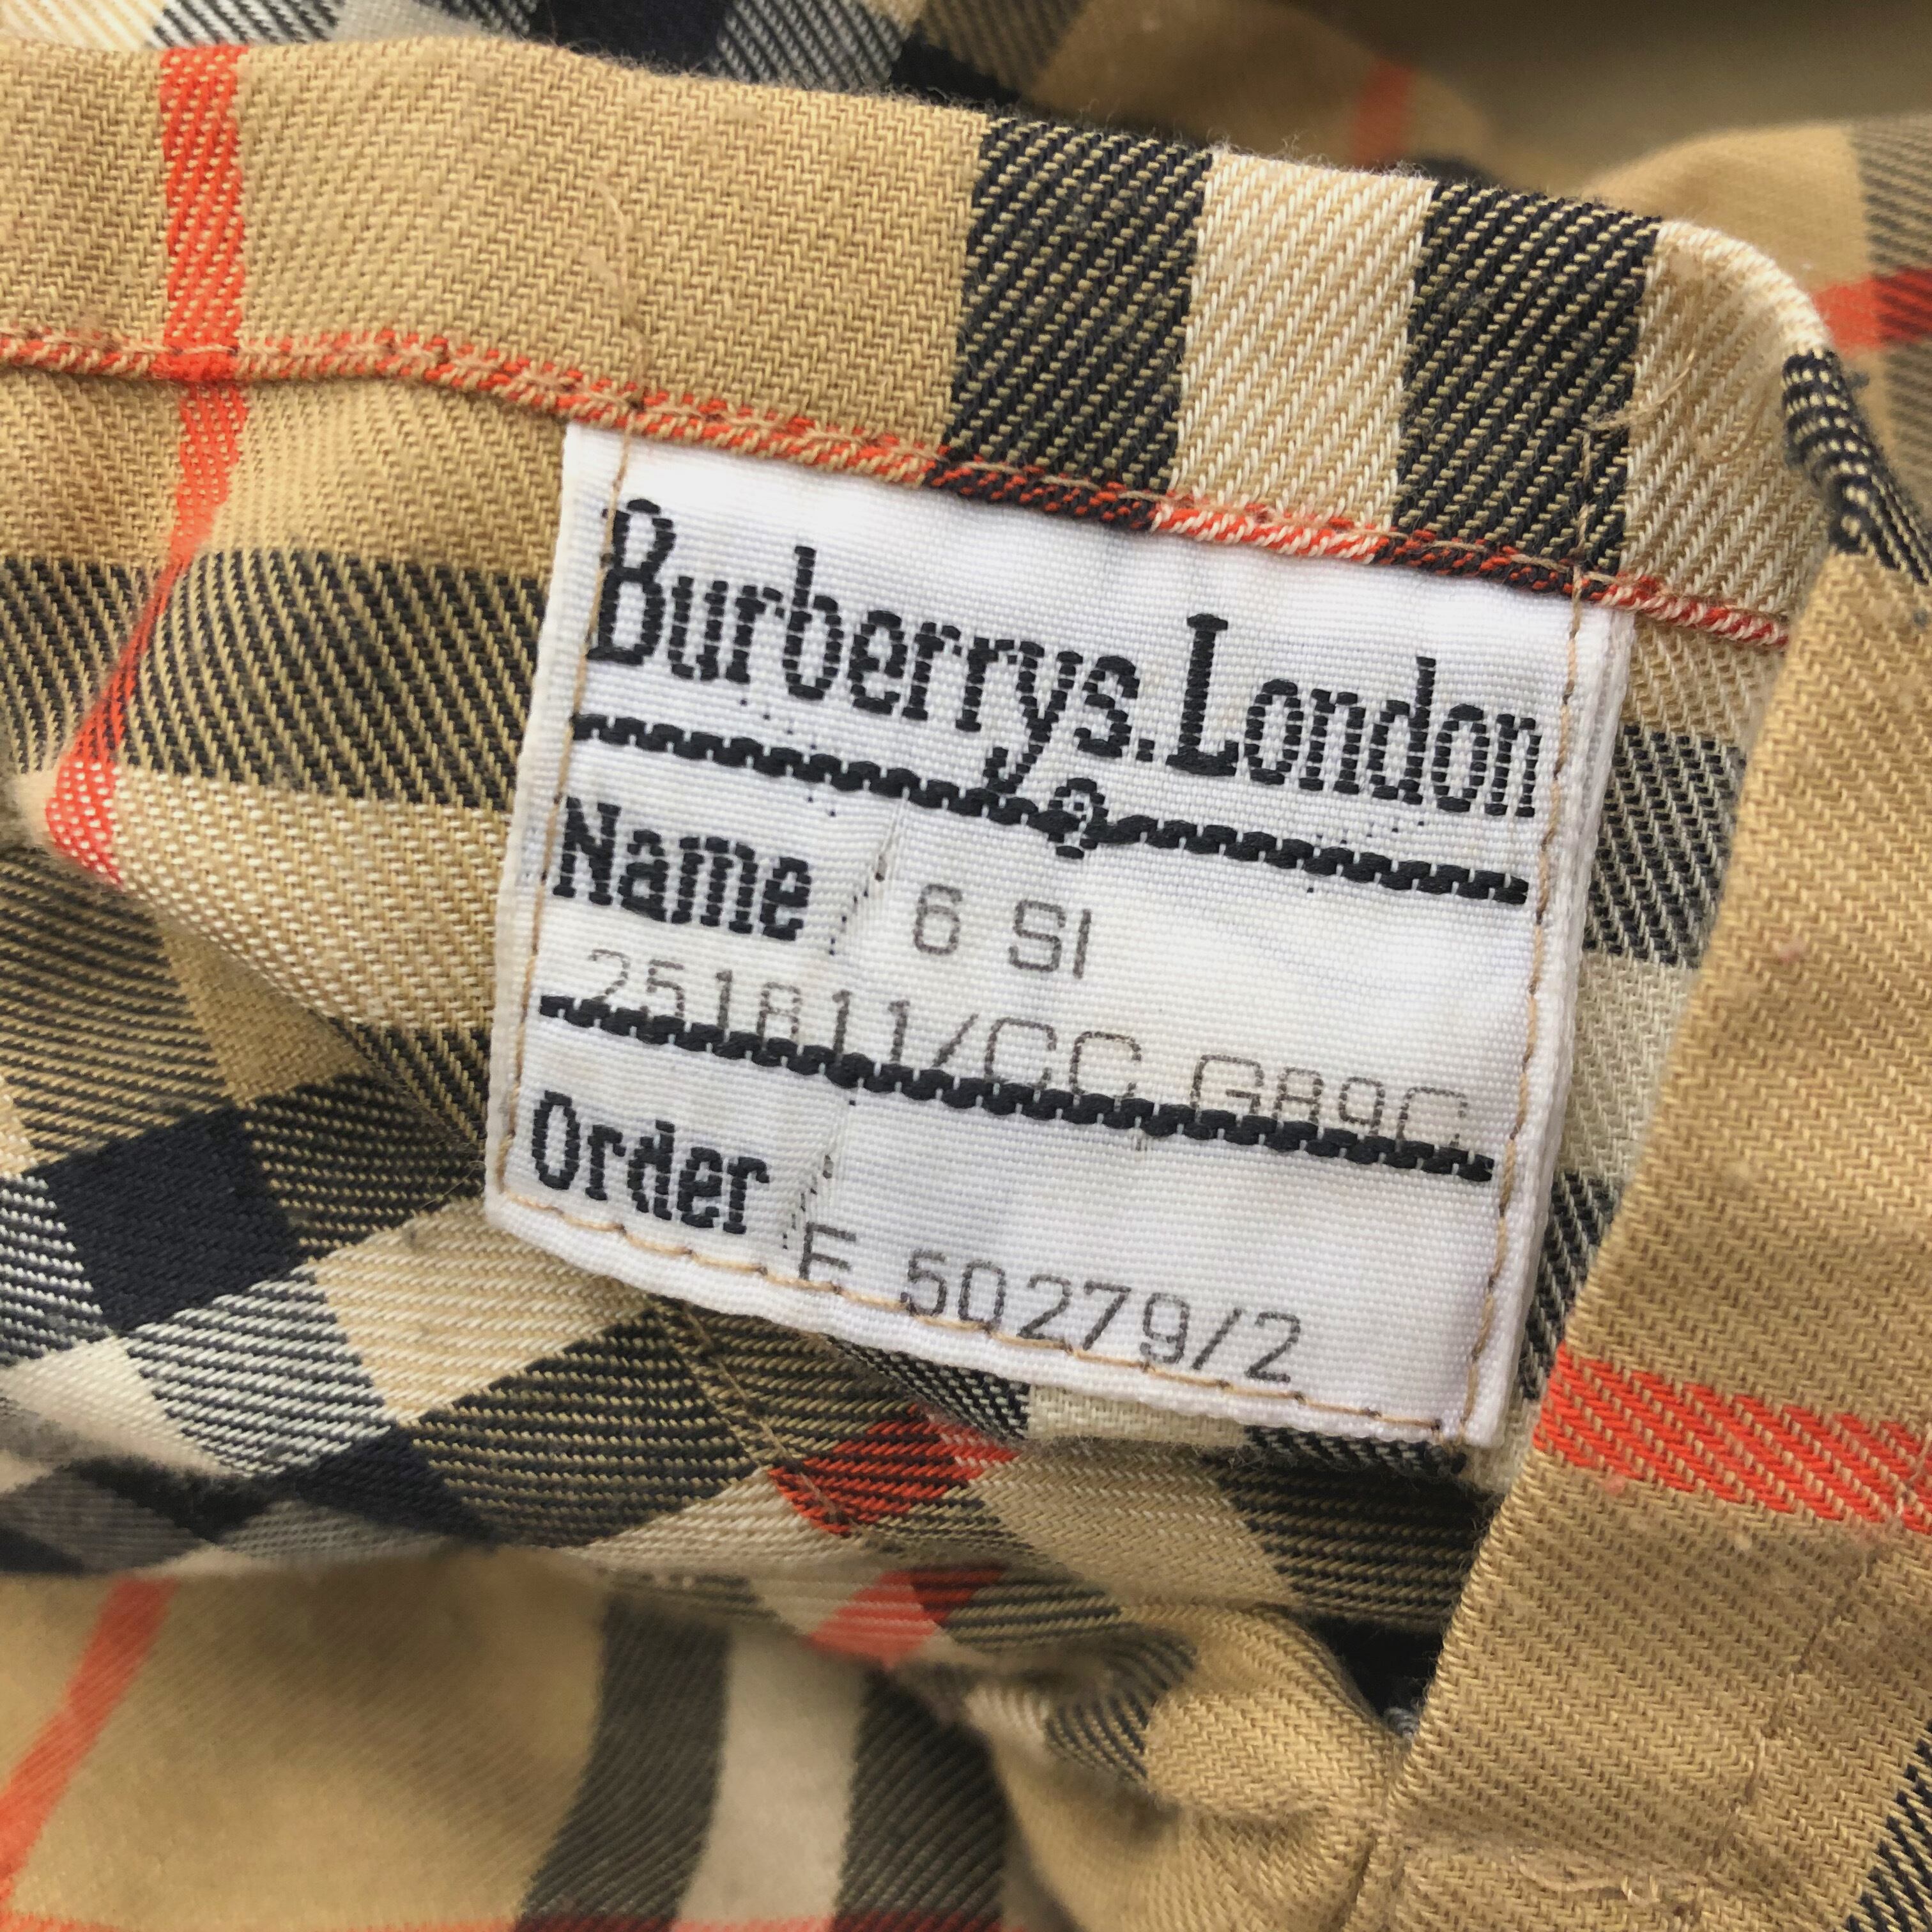 Burberrys.London
Name 6 SI
251811/CC G89C
Order
E 50279/2